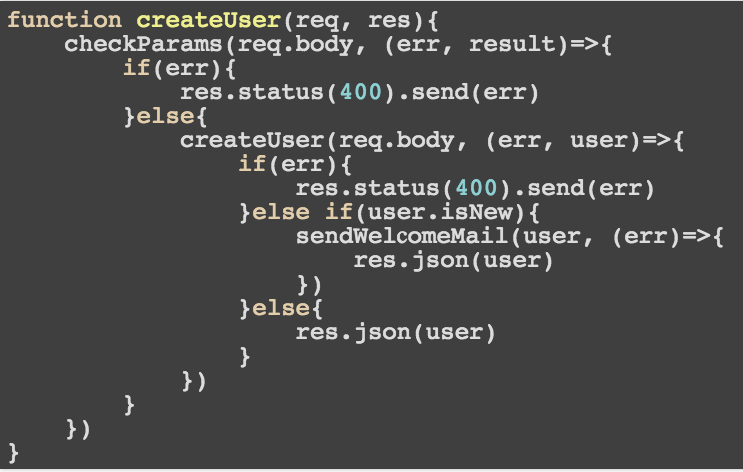 function createUser(req, res){
    checkParams(req.body, (err, result)=>{
        if(err){
            res.status(400).send(err)
        }else{
            createUser(req.body, (err, user)=>{
                if(err){
                    res.status(400).send(err)
                }else if(user.isNew){
                    sendWelcomeMail(user, (err)=>{
                        res.json(user)
                    })
                }else{
                    res.json(user)
                }
            })
        }
    })
}